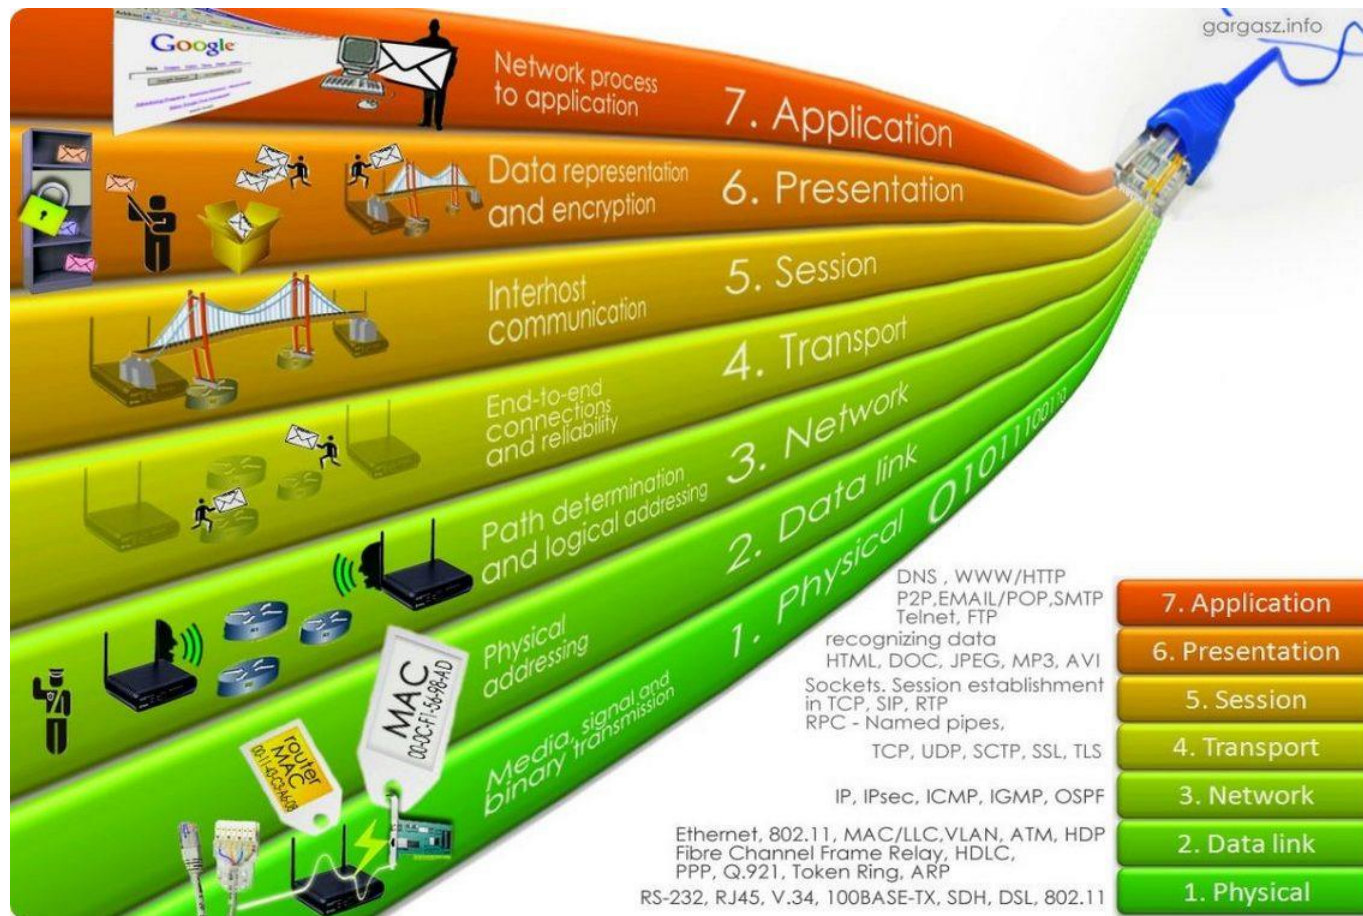 gargasz.info
Google
Network process
to application
7. Application
Data representation
and encryption
6. Presentation
Interhost
communication
5. Session
End-to-end
connections
and reliability
4. Transport
Path determination
and logical addressing
3. Network
Physical
addressing
2. Data link
Media, signal and
binary transmission
1. Physical
010111100110
MAC
00-0C-F1-56-98-AD
router
MAC
00-11-43-C3-A6-0B
DNS , WWW/HTTP
P2P,EMAIL/POP,SMTP
Telnet, FTP
7. Application
recognizing data
HTML, DOC, JPEG, MP3, AVI
6. Presentation
Sockets. Session establishment
in TCP, SIP, RTP
RPC - Named pipes,
5. Session
TCP, UDP, SCTP, SSL, TLS
4. Transport
IP, IPsec, ICMP, IGMP, OSPF
3. Network
Ethernet, 802.11, MAC/LLC,VLAN, ATM, HDP
Fibre Channel Frame Relay, HDLC,
PPP, Q.921, Token Ring, ARP
2. Data link
RS-232, RJ45, V.34, 100BASE-TX, SDH, DSL, 802.11
1. Physical